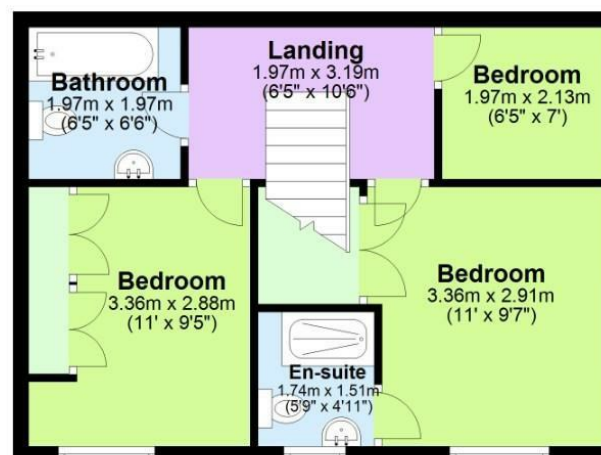 Bathroom
1.97m x 1.97m
(6'5" x 6'6")
Landing
1.97m x 3.19m
(6'5" x 10'6")
Bedroom
1.97m x 2.13m
(6'5" x 7')
Bedroom
3.36m x 2.88m
(11' x 9'5")
Bedroom
3.36m x 2.91m
(11' x 9'7")
En-suite
1.74m x 1.51m
(5'9" x 4'11")